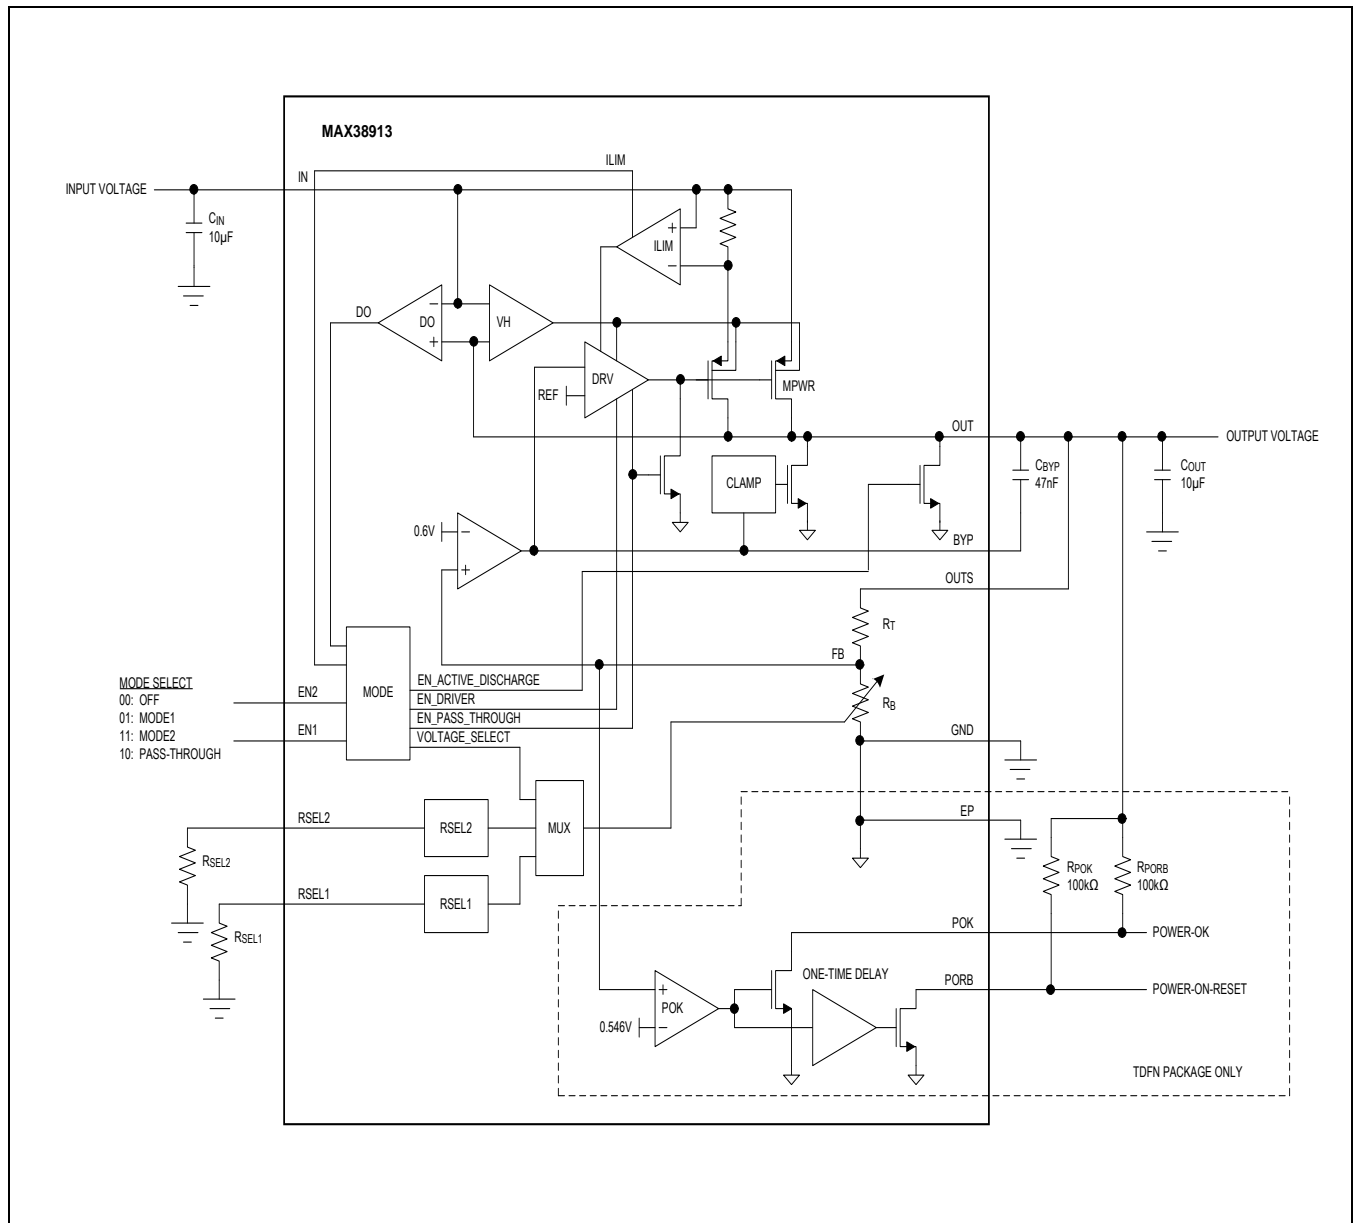 MAX38913
ILIM
IN
INPUT VOLTAGE
CIN
10µF
+
ILIM
−
DO
−
DO
+
VH
DRV
REF
MPWR
OUT
OUTPUT VOLTAGE
CLAMP
CBYP
47nF
COUT
10µF
0.6V
−
+
BYP
OUTS
RT
FB
RB
MODE SELECT
00: OFF
01: MODE1
11: MODE2
10: PASS-THROUGH
EN2
EN1
MODE
EN_ACTIVE_DISCHARGE
EN_DRIVER
EN_PASS_THROUGH
VOLTAGE_SELECT
GND
EP
RSEL2
RSEL2
RSEL2
MUX
RSEL1
RSEL1
RSEL1
RPOK
100kΩ
RPORB
100kΩ
POK
POWER-OK
ONE-TIME DELAY
PORB
POWER-ON-RESET
+
POK
−
0.546V
TDFN PACKAGE ONLY